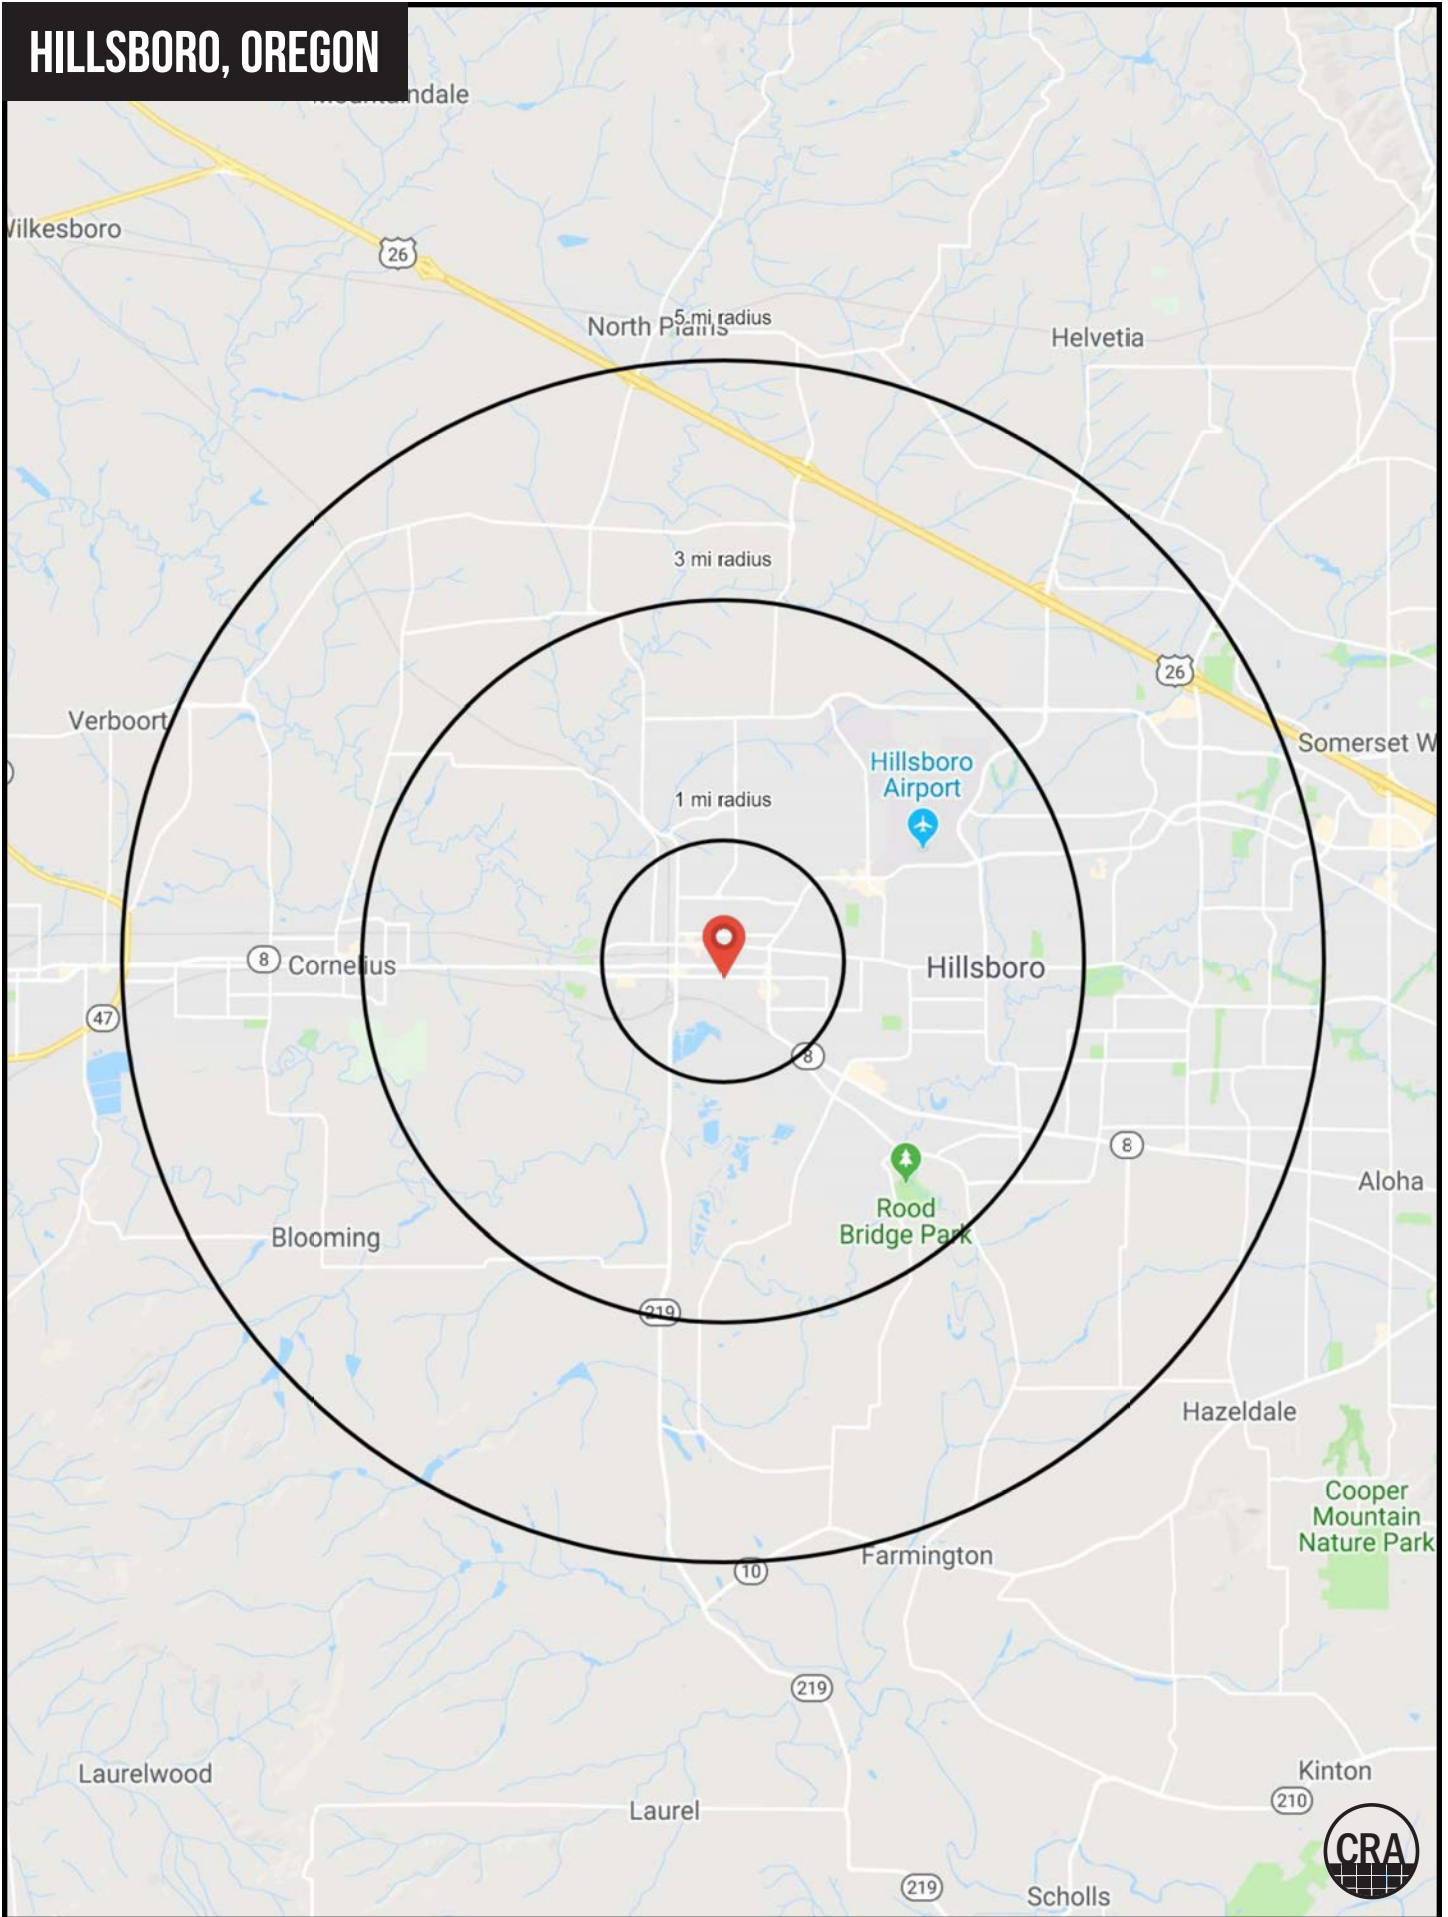 HILLSBORO, OREGON
Mountaindale
Wilkesboro
26
North Plains
5 mi radius
Helvetia
3 mi radius
26
Verboort
Somerset W
Hillsboro
Airport
1 mi radius
8
Cornelius
Hillsboro
47
8
8
Aloha
Rood
Bridge Park
Blooming
219
Hazeldale
Cooper
Mountain
Nature Park
Farmington
10
219
Laurelwood
Kinton
210
Laurel
CRA
219
Scholls